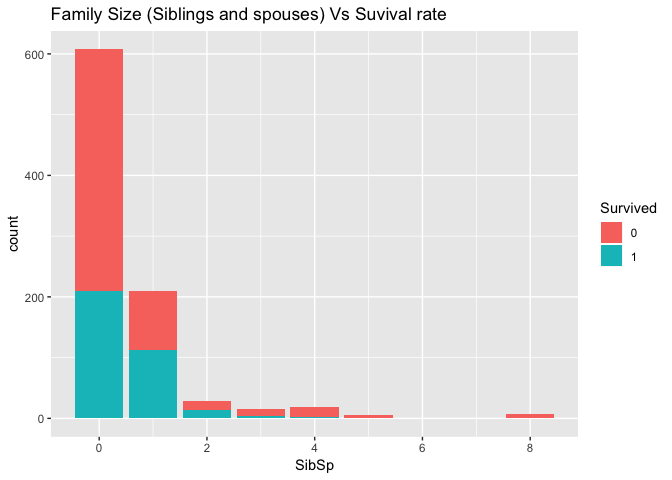 Family Size (Siblings and spouses) Vs Suvival rate
600
400
200
0
count
0 2 4 6 8
SibSp
Survived
0
1